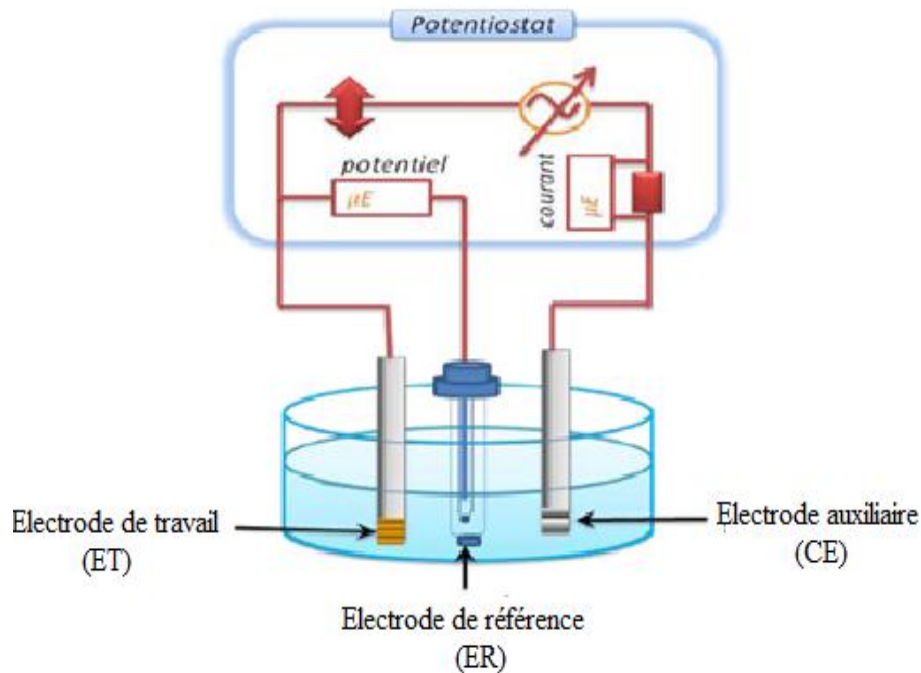 Potentiostat
potentiel
µE
courant
µE
Electrode de travail
(ET)
Electrode auxiliaire
(CE)
Electrode de référence
(ER)